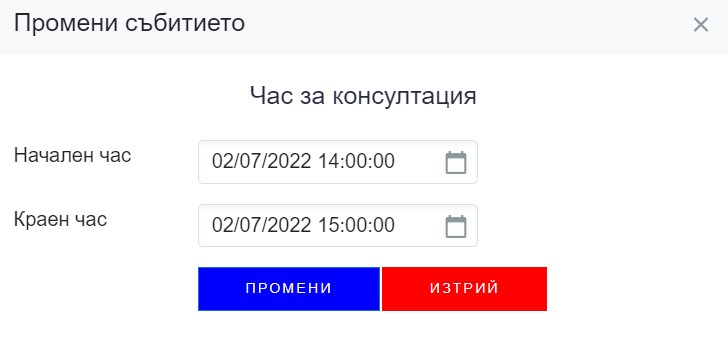 Промени събитието
Час за консултация
Начален час
02/07/2022 14:00:00
Краен час
02/07/2022 15:00:00
ПРОМЕНИ ИЗТРИЙ